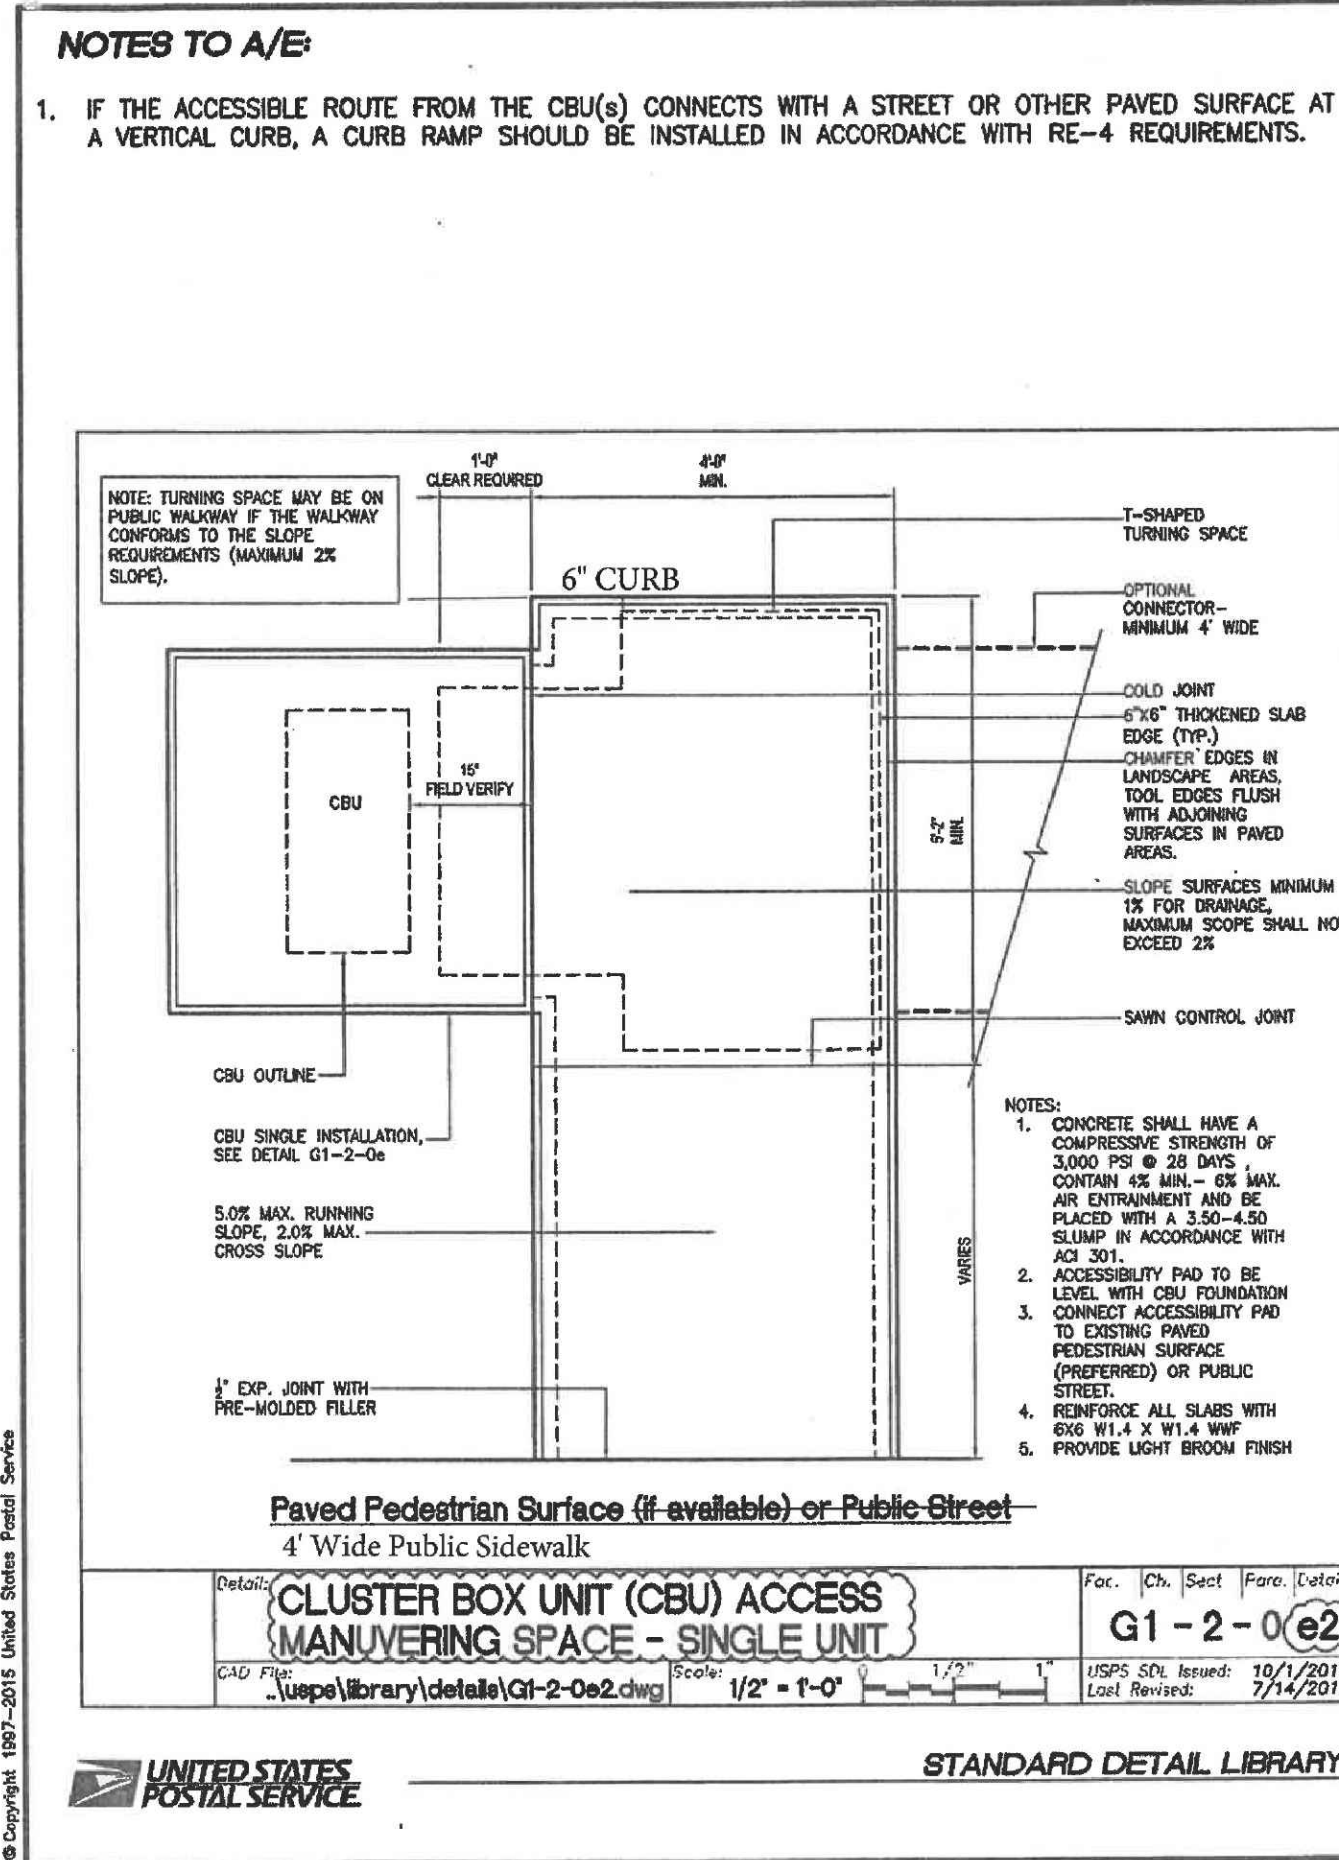 NOTES TO A/E:
1. IF THE ACCESSIBLE ROUTE FROM THE CBU(s) CONNECTS WITH A STREET OR OTHER PAVED SURFACE AT
A VERTICAL CURB, A CURB RAMP SHOULD BE INSTALLED IN ACCORDANCE WITH RE-4 REQUIREMENTS.
NOTE: TURNING SPACE MAY BE ON
PUBLIC WALKWAY IF THE WALKWAY
CONFORMS TO THE SLOPE
REQUIREMENTS (MAXIMUM 2%
SLOPE).
1'-0"
CLEAR REQUIRED
4'-0"
MIN.
T-SHAPED
TURNING SPACE
6" CURB
OPTIONAL
CONNECTOR-
MINIMUM 4' WIDE
COLD JOINT
6"X6" THICKENED SLAB
EDGE (TYP.)
CHAMFER EDGES IN
LANDSCAPE AREAS,
TOOL EDGES FLUSH
WITH ADJOINING
SURFACES IN PAVED
AREAS.
15"
FIELD VERIFY
CBU
5'-2"
MIN.
SLOPE SURFACES MINIMUM
1% FOR DRAINAGE,
MAXIMUM SCOPE SHALL NO
EXCEED 2%
SAWN CONTROL JOINT
CBU OUTLINE
CBU SINGLE INSTALLATION,
SEE DETAIL G1-2-0e
5.0% MAX. RUNNING
SLOPE, 2.0% MAX.
CROSS SLOPE
VARIES
1/2" EXP. JOINT WITH
PRE-MOLDED FILLER
NOTES:
1. CONCRETE SHALL HAVE A
COMPRESSIVE STRENGTH OF
3,000 PSI @ 28 DAYS ,
CONTAIN 4% MIN.- 6% MAX.
AIR ENTRAINMENT AND BE
PLACED WITH A 3.50-4.50
SLUMP IN ACCORDANCE WITH
ACI 301.
2. ACCESSIBILITY PAD TO BE
LEVEL WITH CBU FOUNDATION
3. CONNECT ACCESSIBILITY PAD
TO EXISTING PAVED
PEDESTRIAN SURFACE
(PREFERRED) OR PUBLIC
STREET.
4. REINFORCE ALL SLABS WITH
6X6 W1.4 X W1.4 WWF
5. PROVIDE LIGHT BROOM FINISH
Paved Pedestrian Surface (if available) or Public Street
4' Wide Public Sidewalk
Detail:
CLUSTER BOX UNIT (CBU) ACCESS
MANUVERING SPACE - SINGLE UNIT
Fac. Ch. Sect Para. Detai
G1 - 2 - 0 e2
CAD File:
..\usps\library\details\G1-2-0e2.dwg
Scale:
1/2" = 1'-0"
0 1/2" 1"
USPS SDL Issued: 10/1/201
Last Revised: 7/14/201
UNITED STATES
POSTAL SERVICE
STANDARD DETAIL LIBRARY
© Copyright 1997-2015 United States Postal Service